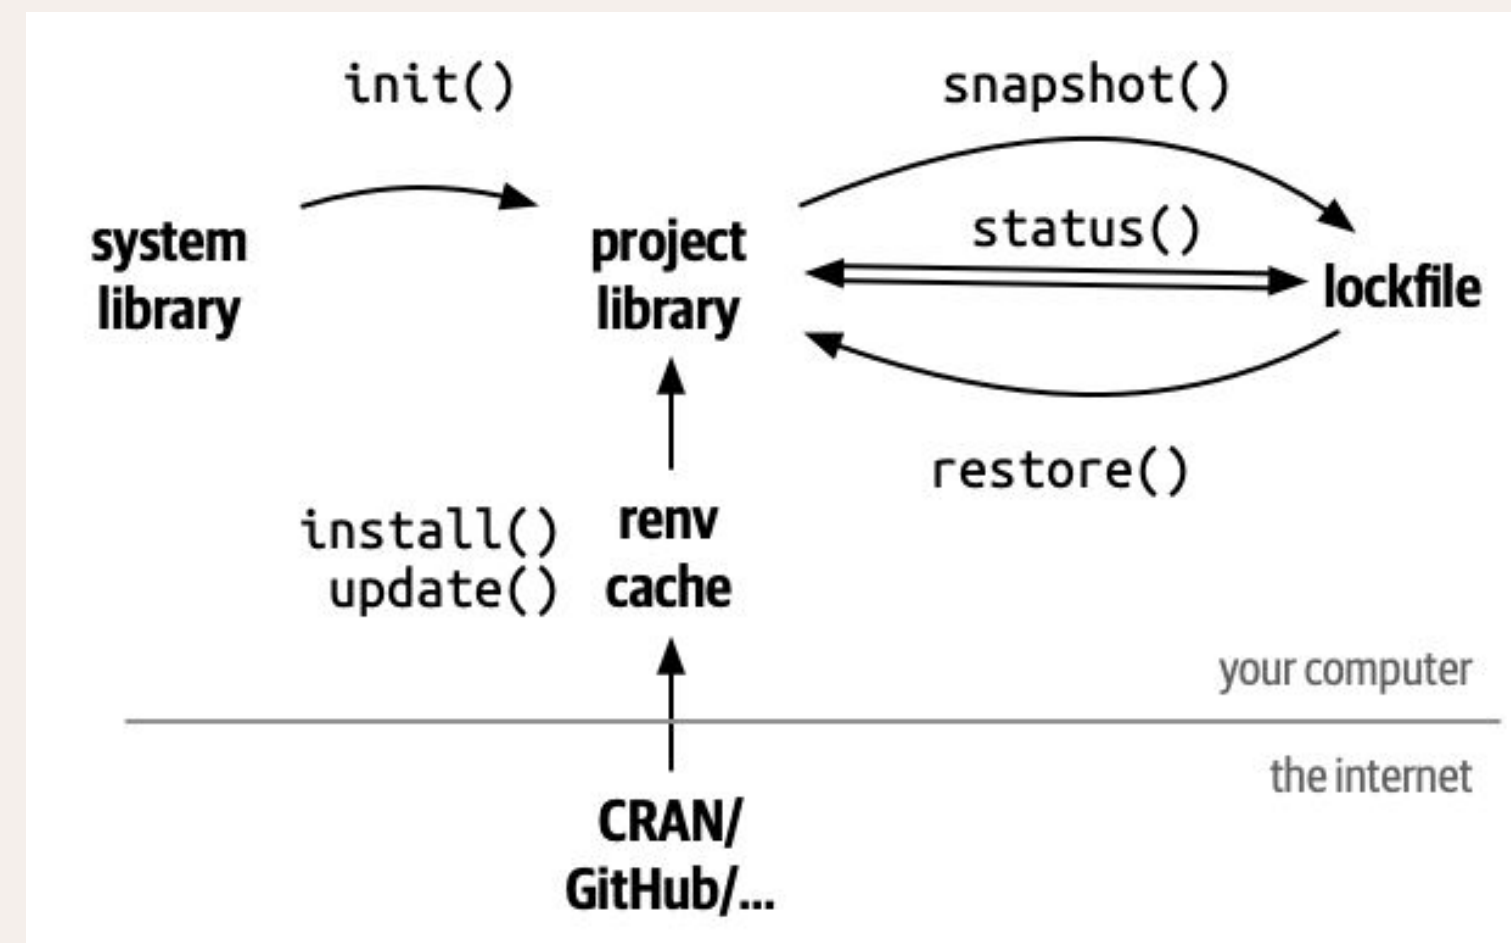 init()
snapshot()
system
library
project
library
status()
lockfile
restore()
install()
update()
renv
cache
your computer
the internet
CRAN/
GitHub/...